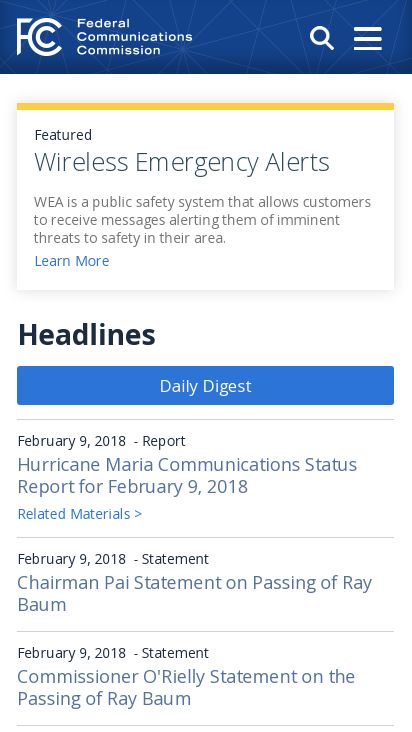 FCC
Federal
Communications
Commission
Featured
Wireless Emergency Alerts
WEA is a public safety system that allows customers
to receive messages alerting them of imminent
threats to safety in their area.
Learn More
Headlines
Daily Digest
February 9, 2018 - Report
Hurricane Maria Communications Status
Report for February 9, 2018
Related Materials >
February 9, 2018 - Statement
Chairman Pai Statement on Passing of Ray
Baum
February 9, 2018 - Statement
Commissioner O'Rielly Statement on the
Passing of Ray Baum